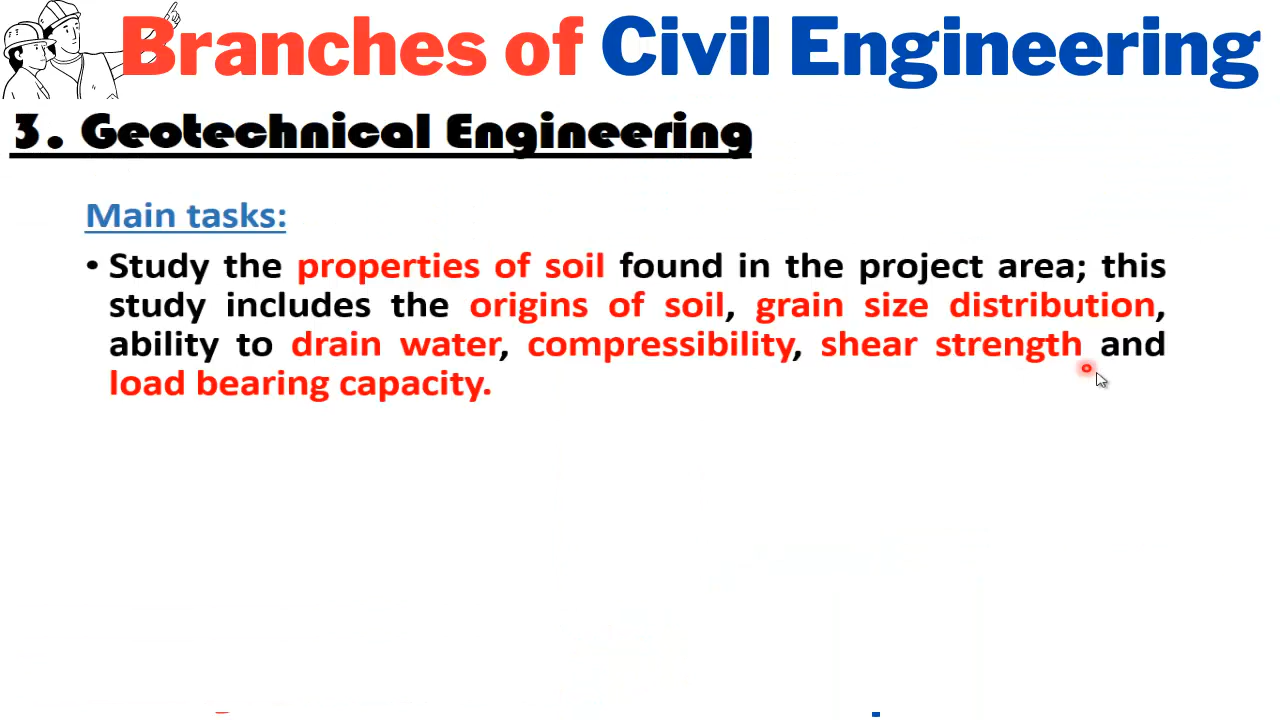 Branches of Civil Engineering
3. Geotechnical Engineering
Main tasks:
• Study the properties of soil found in the project area; this
study includes the origins of soil, grain size distribution,
ability to drain water, compressibility, shear strength and
load bearing capacity.